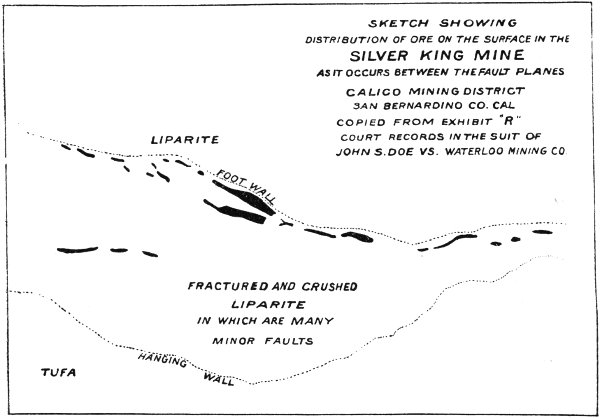 SKETCH SHOWING
DISTRIBUTION OF ORE ON THE SURFACE IN THE
SILVER KING MINE
AS IT OCCURS BETWEEN THE FAULT PLANES
CALICO MINING DISTRICT
SAN BERNARDINO CO. CAL
COPIED FROM EXHIBIT "R"
COURT RECORDS IN THE SUIT OF
JOHN S. DOE VS. WATERLOO MINING CO.
LIPARITE
FOOT WALL
FRACTURED AND CRUSHED
LIPARITE
IN WHICH ARE MANY
MINOR FAULTS
HANGING WALL
TUFA